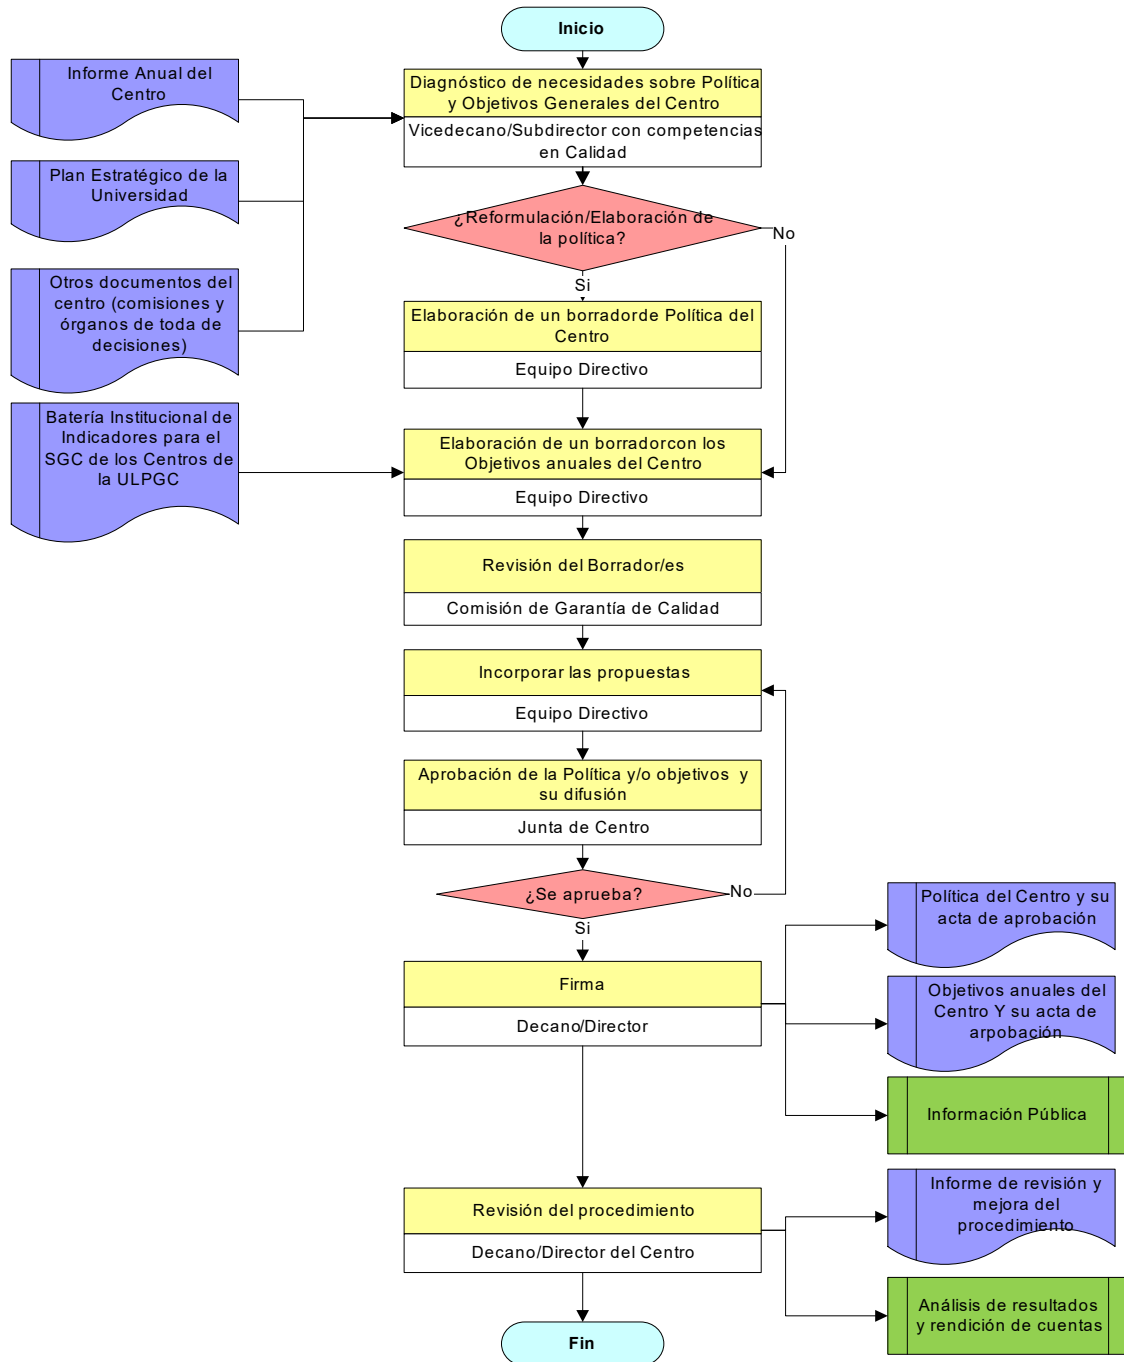 Inicio
Informe Anual del
Centro
Diagnóstico de necesidades sobre Política
y Objetivos Generales del Centro
Vicedecano/Subdirector con competencias
en Calidad
Plan Estratégico de la
Universidad
¿Reformulación/Elaboración de
la política?
No
Si
Otros documentos del
centro (comisiones y
órganos de toda de
decisiones)
Elaboración de un borradorde Política del
Centro
Equipo Directivo
Batería Institucional de
Indicadores para el
SGC de los Centros de
la ULPGC
Elaboración de un borradorcon los
Objetivos anuales del Centro
Equipo Directivo
Revisión del Borrador/es
Comisión de Garantía de Calidad
Incorporar las propuestas
Equipo Directivo
Aprobación de la Política y/o objetivos y
su difusión
Junta de Centro
¿Se aprueba?
No
Si
Política del Centro y su
acta de aprobación
Firma
Decano/Director
Objetivos anuales del
Centro Y su acta de
arpobación
Información Pública
Revisión del procedimiento
Decano/Director del Centro
Informe de revisión y
mejora del
procedimiento
Análisis de resultados
y rendición de cuentas
Fin